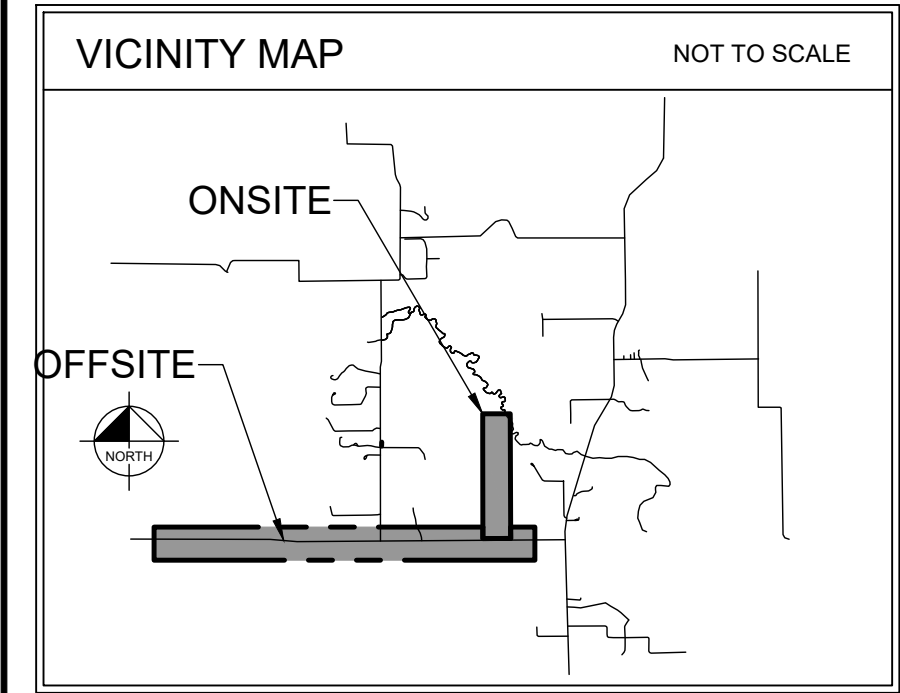 VICINITY MAP
NOT TO SCALE
ONSITE
OFFSITE
NORTH